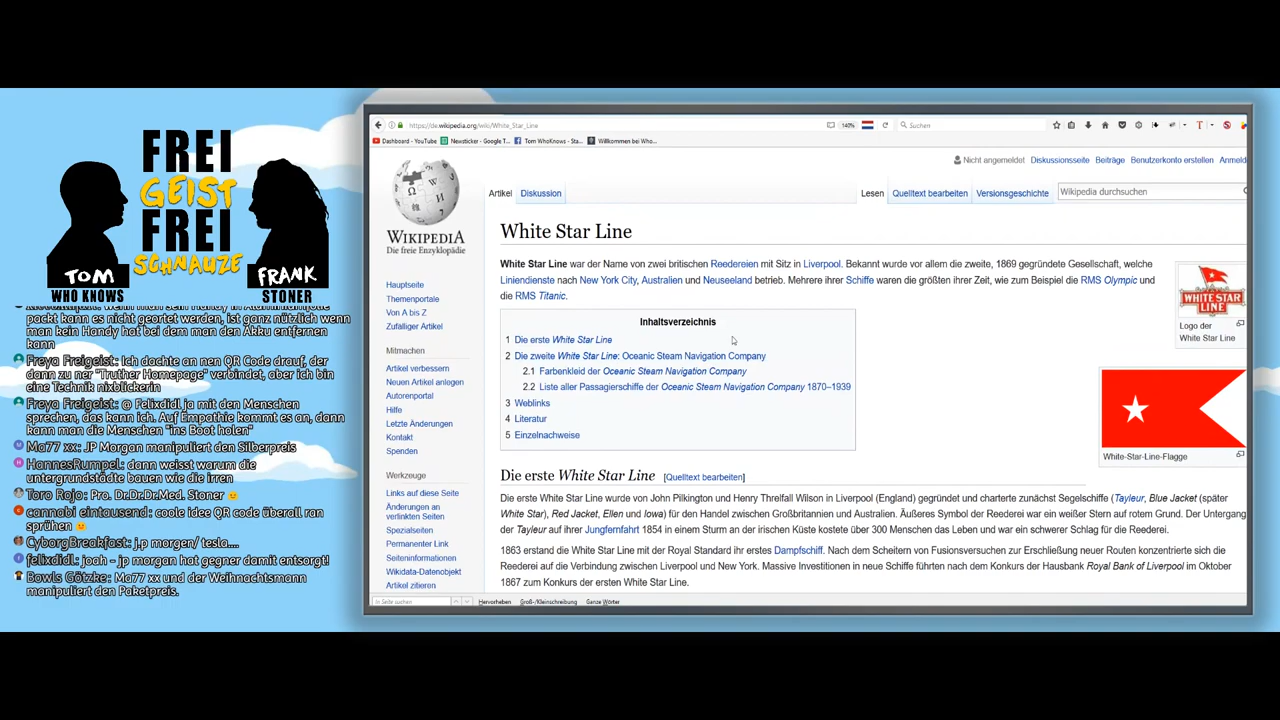 FREI
GEIST
FREI
SCHNAUZE
TOM
WHO KNOWS
FRANK
STONER
packt kann es nicht geortet werden, ist ganz nützlich wenn
man kein Handy hat bei dem man den Akku entfernen
kann
Freya Freigeist: Ich dachte an nen QR Code drauf, der
dann zu ner "Truther Homepage" verbindet, aber ich bin
eine Technik nixblückerin
Freya Freigeist: @ Felixdidl ja mit den Menschen
sprechen, das kann ich. Auf Empathie kommt es an, dann
kann man die Menschen "ins Boot holen"
Ma77 xx: JP Morgan manipuliert den Silberpreis
HannesRumpel: dann weisst warum die
untergrundstädte bauen wie die irren
Toro Rojo: Pro. Dr.Dr.Dr.Med. Stoner
cannabi eintausend: coole idee QR code überall ran
sprühen
CyborgBreakfast: j.p morgen/ tesla....
felixdidl: joah - jp morgan hat gegner damit entsorgt!
Bowls Götzke: Ma77 xx und der Weihnachtsmann
manipuliert den Paketpreis.
https://de.wikipedia.org/wiki/White_Star_Line
140%
Suchen
Dashboard - YouTube
Newsticker - Google T...
Tom WhoKnows - Sta...
Willkommen bei Who...
WIKIPEDIA
Die freie Enzyklopädie
Hauptseite
Themenportale
Von A bis Z
Zufälliger Artikel
Mitmachen
Artikel verbessern
Neuen Artikel anlegen
Autorenportal
Hilfe
Letzte Änderungen
Kontakt
Spenden
Werkzeuge
Links auf diese Seite
Änderungen an
verlinkten Seiten
Spezialseiten
Permanenter Link
Seiteninformationen
Wikidata-Datenobjekt
Artikel zitieren
Nicht angemeldet Diskussionsseite Beiträge Benutzerkonto erstellen Anmeld
Artikel Diskussion
Lesen Quelltext bearbeiten Versionsgeschichte
Wikipedia durchsuchen
White Star Line
White Star Line war der Name von zwei britischen Reedereien mit Sitz in Liverpool. Bekannt wurde vor allem die zweite, 1869 gegründete Gesellschaft, welche
Liniendienste nach New York City, Australien und Neuseeland betrieb. Mehrere ihrer Schiffe waren die größten ihrer Zeit, wie zum Beispiel die RMS Olympic und
die RMS Titanic.
Inhaltsverzeichnis
1 Die erste White Star Line
2 Die zweite White Star Line: Oceanic Steam Navigation Company
2.1 Farbenkleid der Oceanic Steam Navigation Company
2.2 Liste aller Passagierschiffe der Oceanic Steam Navigation Company 1870–1939
3 Weblinks
4 Literatur
5 Einzelnachweise
WHITE STAR
LINE
Logo der
White Star Line
White-Star-Line-Flagge
Die erste White Star Line [Quelltext bearbeiten]
Die erste White Star Line wurde von John Pilkington und Henry Threlfall Wilson in Liverpool (England) gegründet und charterte zunächst Segelschiffe (Tayleur, Blue Jacket (später
White Star), Red Jacket, Ellen und Iowa) für den Handel zwischen Großbritannien und Australien. Äußeres Symbol der Reederei war ein weißer Stern auf rotem Grund. Der Untergang
der Tayleur auf ihrer Jungfernfahrt 1854 in einem Sturm an der irischen Küste kostete über 300 Menschen das Leben und war ein schwerer Schlag für die Reederei.
1863 erstand die White Star Line mit der Royal Standard ihr erstes Dampfschiff. Nach dem Scheitern von Fusionsversuchen zur Erschließung neuer Routen konzentrierte sich die
Reederei auf die Verbindung zwischen Liverpool und New York. Massive Investitionen in neue Schiffe führten nach dem Konkurs der Hausbank Royal Bank of Liverpool im Oktober
1867 zum Konkurs der ersten White Star Line.
In Seite suchen
Hervorheben Groß-/Kleinschreibung Ganze Wörter